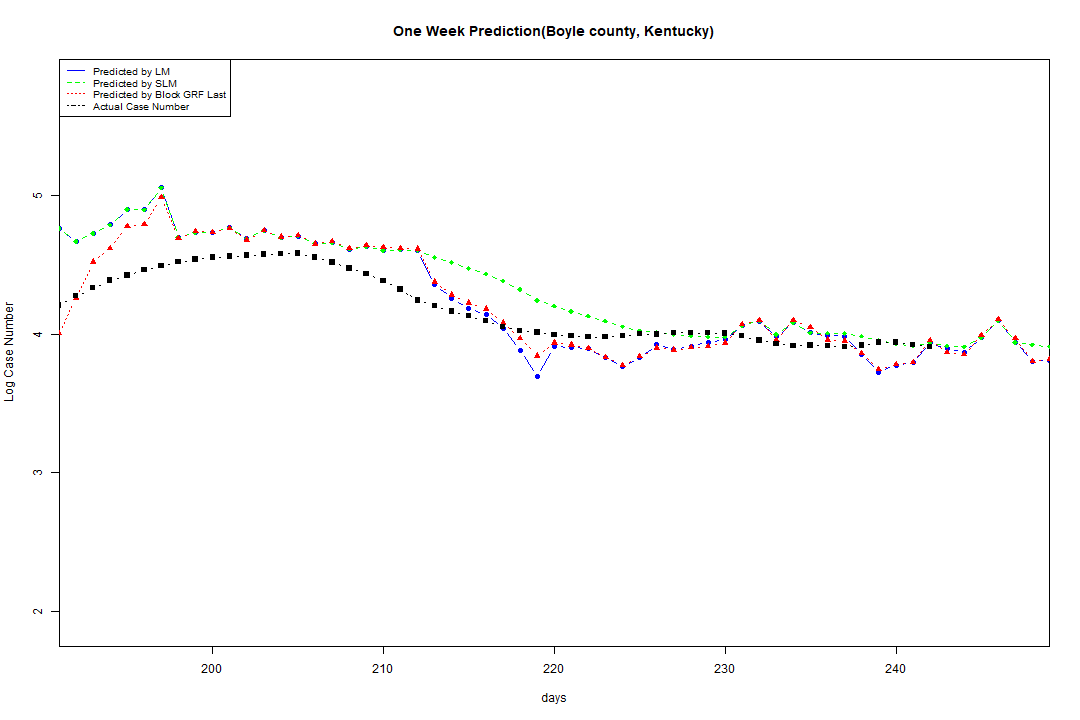 One Week Prediction(Boyle county, Kentucky)
Predicted by LM
Predicted by SLM
Predicted by Block GRF Last
Actual Case Number
Log Case Number
5
4
3
2
200 210 220 230 240
days